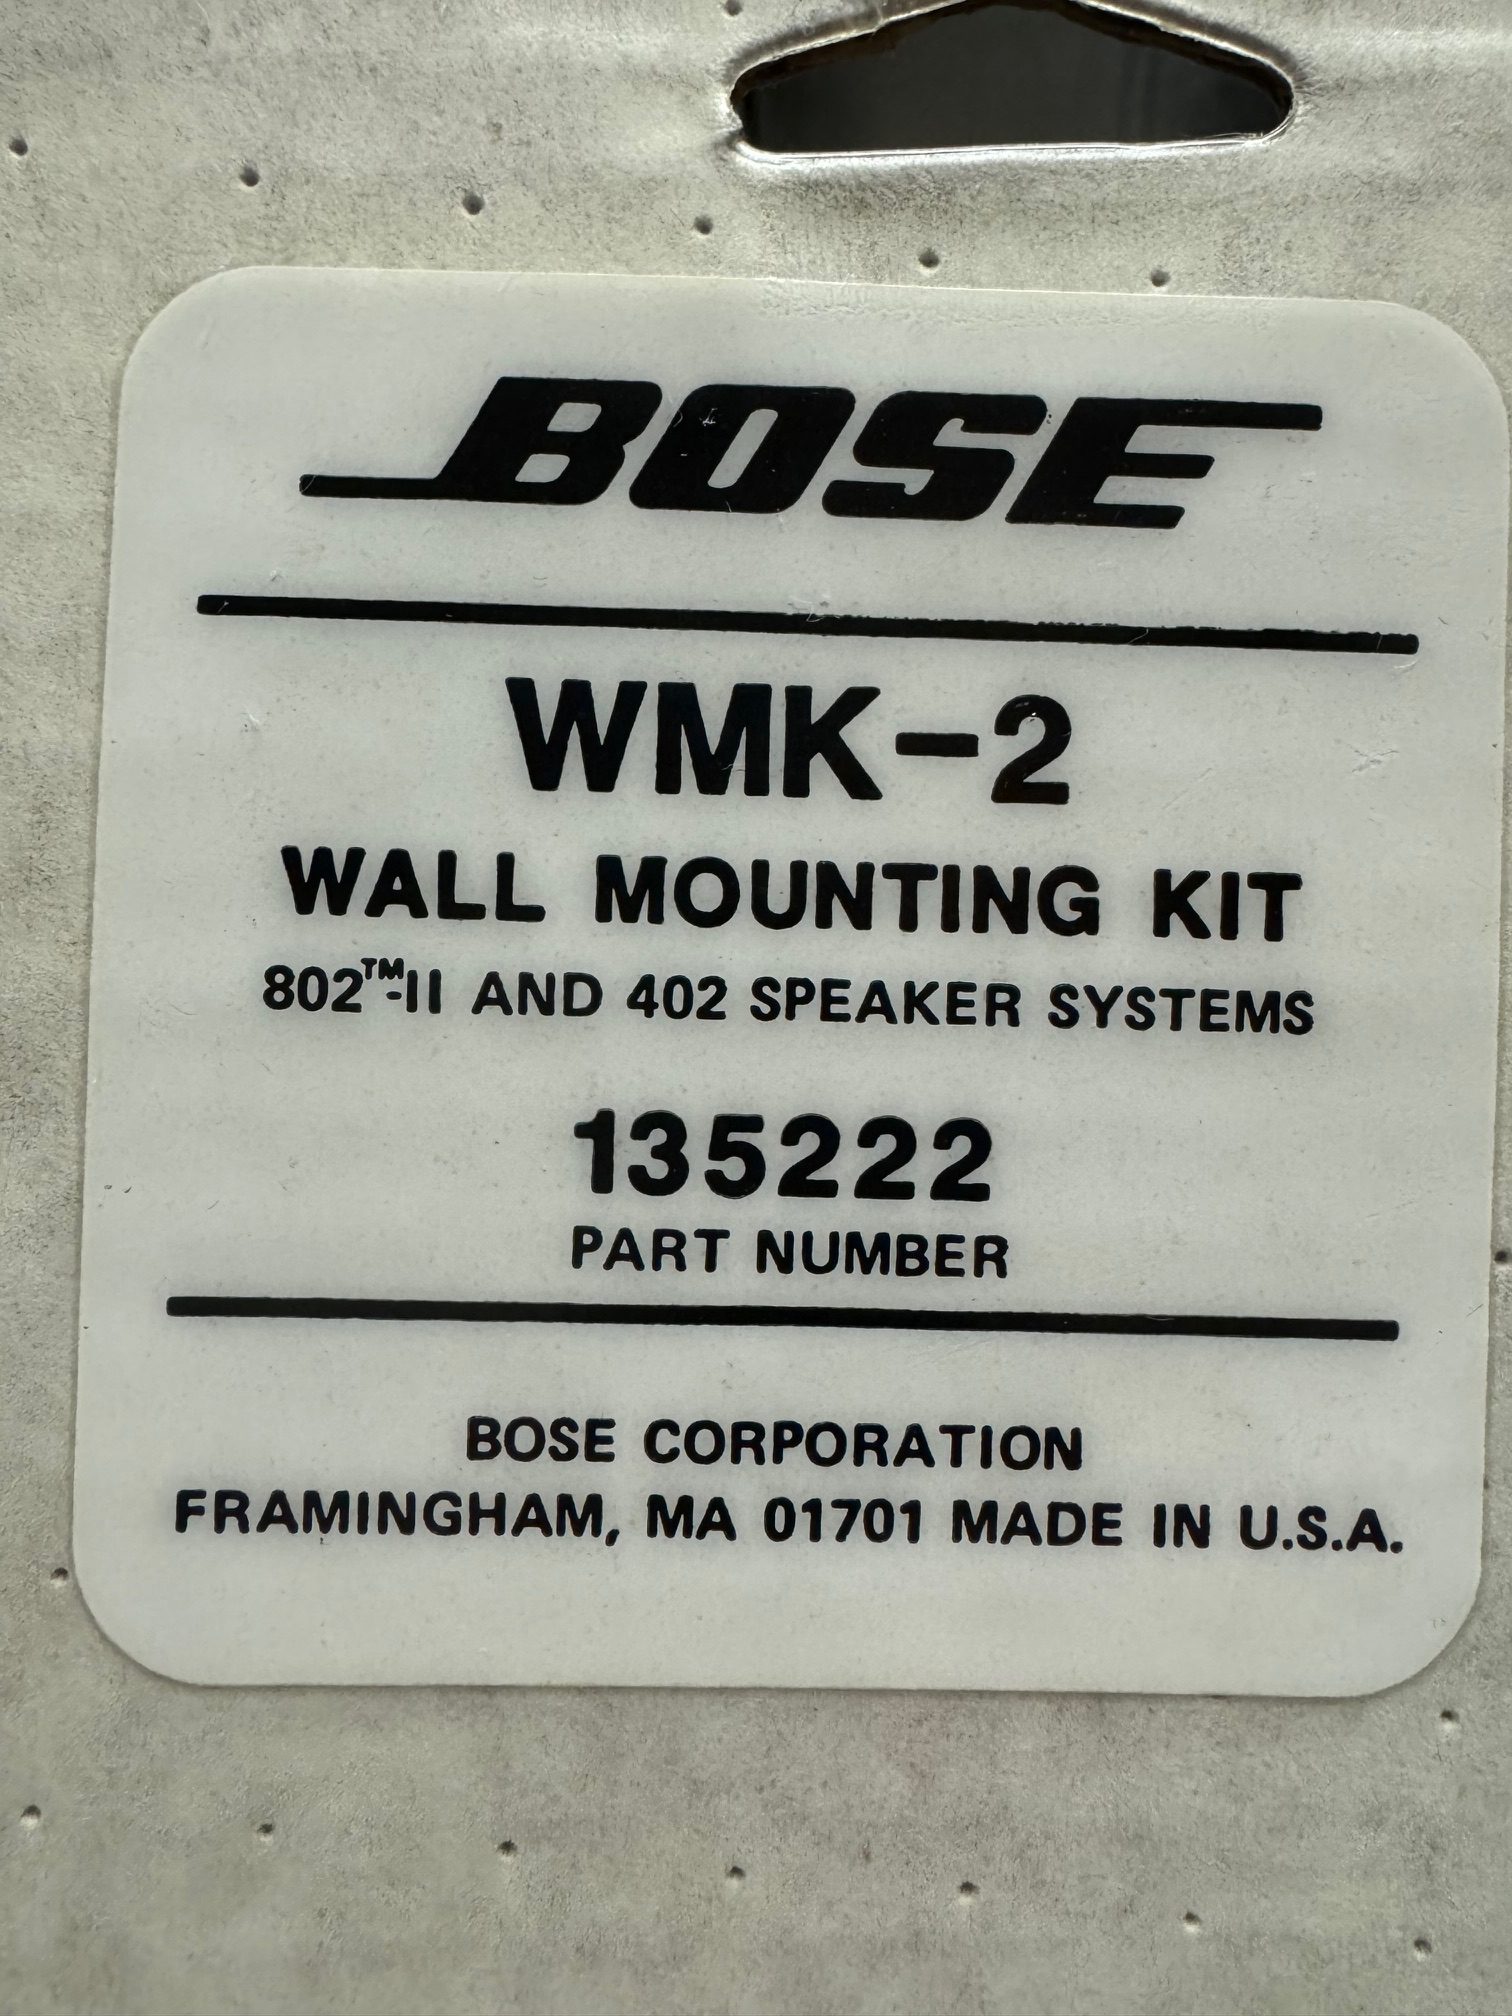 BOSE
WMK-2
WALL MOUNTING KIT
802™-II AND 402 SPEAKER SYSTEMS
135222
PART NUMBER
BOSE CORPORATION
FRAMINGHAM, MA 01701 MADE IN U.S.A.